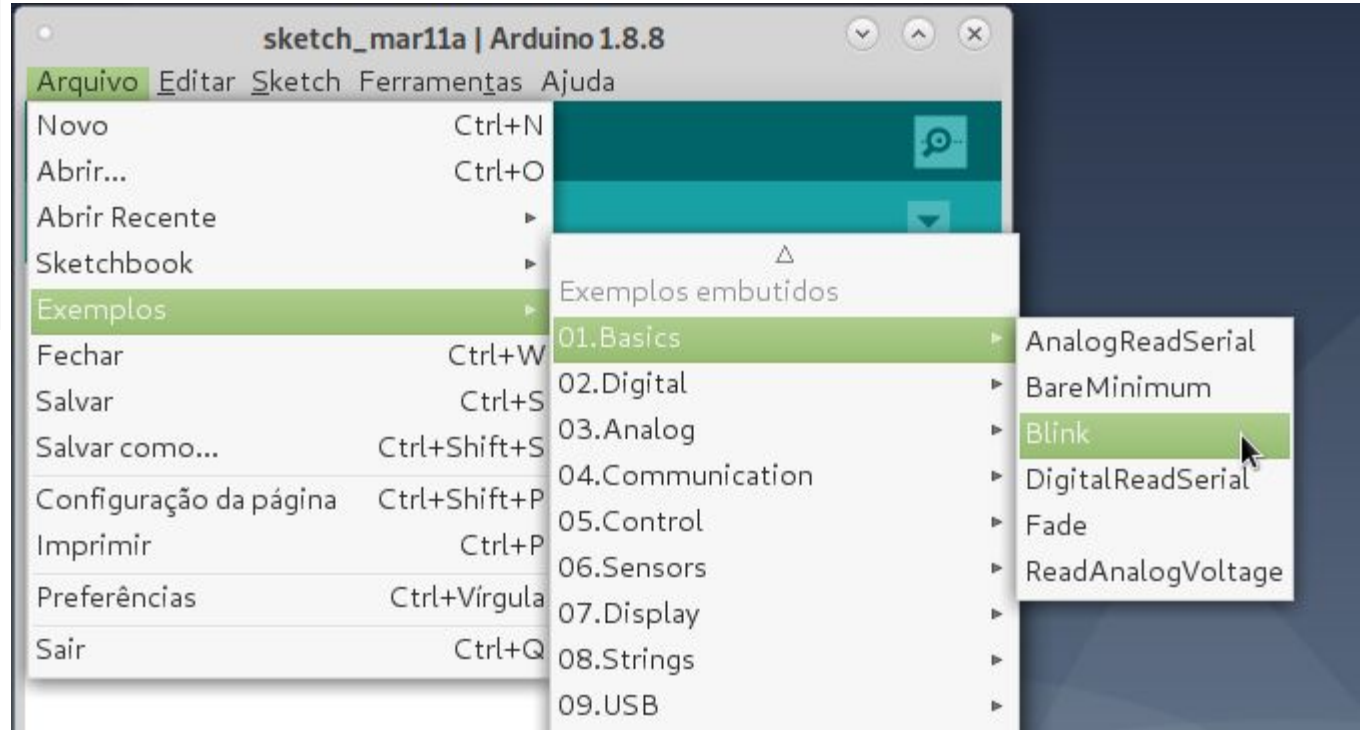 sketch_mar11a | Arduino 1.8.8
Arquivo Editar Sketch Ferramentas Ajuda
Novo Ctrl+N
Abrir... Ctrl+O
Abrir Recente
Sketchbook
Exemplos
Fechar Ctrl+W
Salvar Ctrl+S
Salvar como... Ctrl+Shift+S
Configuração da página Ctrl+Shift+P
Imprimir Ctrl+P
Preferências Ctrl+Vírgula
Sair Ctrl+Q
Exemplos embutidos
01.Basics
02.Digital
03.Analog
04.Communication
05.Control
06.Sensors
07.Display
08.Strings
09.USB
AnalogReadSerial
BareMinimum
Blink
DigitalReadSerial
Fade
ReadAnalogVoltage